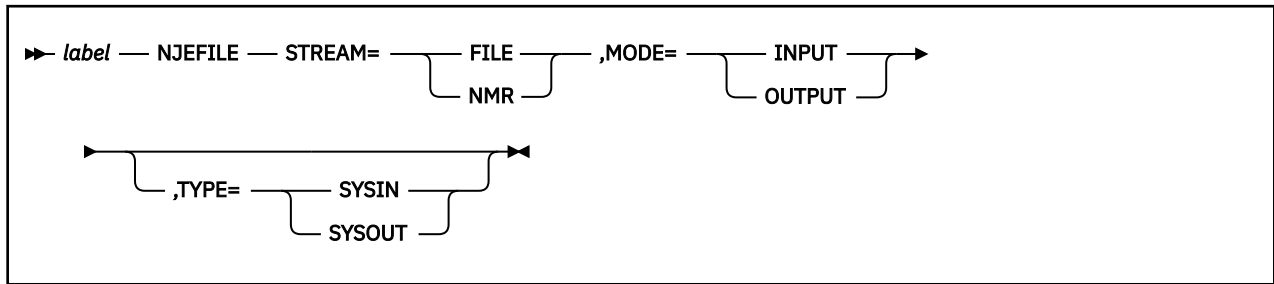 label NJEFILE STREAM= FILE ,MODE= INPUT
NMR OUTPUT
,TYPE= SYSIN
SYSOUT